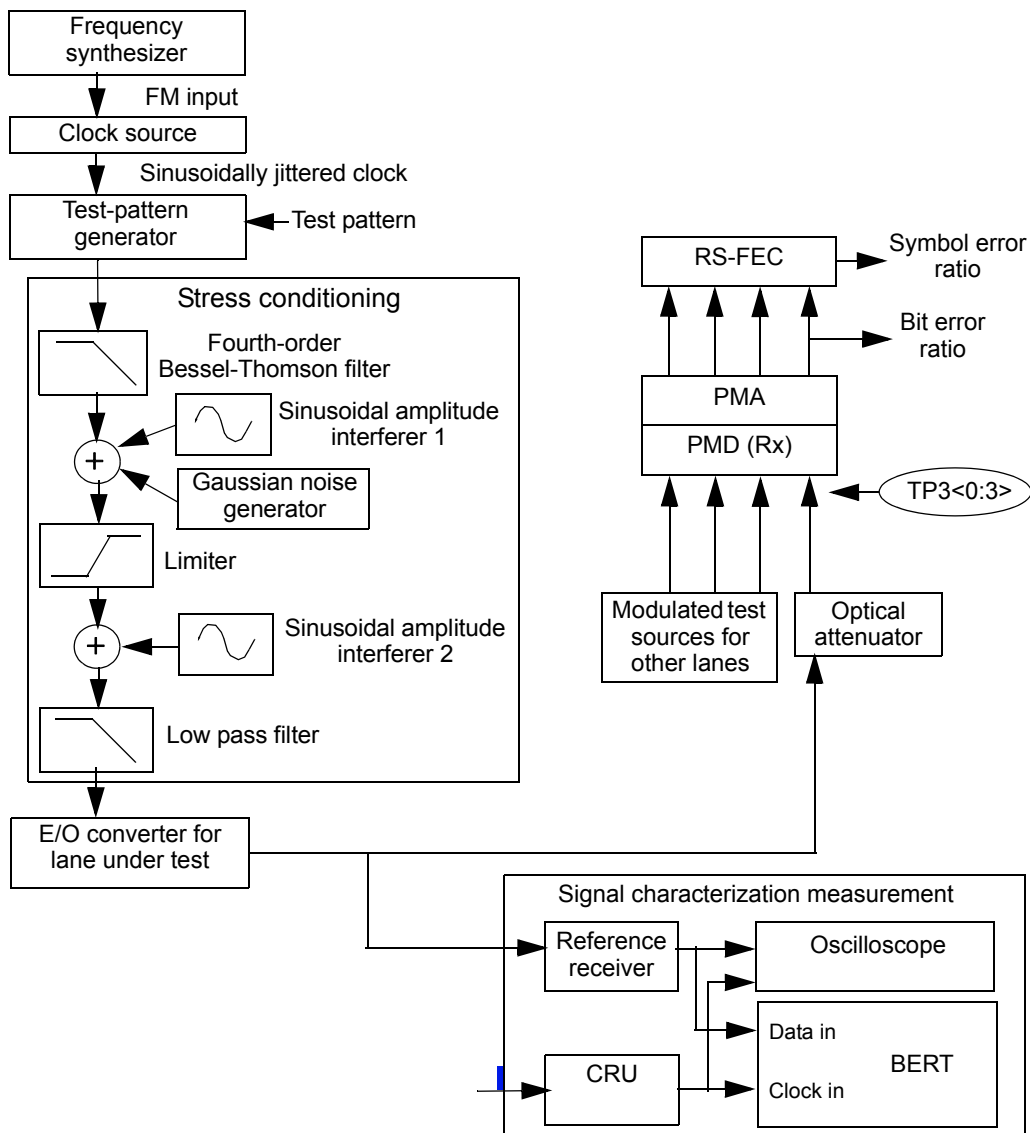 Frequency
synthesizer
FM input
Clock source
Sinusoidally jittered clock
Test-pattern
generator
Test pattern
Stress conditioning
Fourth-order
Bessel-Thomson filter
Sinusoidal amplitude
interferer 1
+
Gaussian noise
generator
Limiter
+
Sinusoidal amplitude
interferer 2
Low pass filter
E/O converter for
lane under test
RS-FEC
Symbol error
ratio
Bit error
ratio
PMA
PMD (Rx)
TP3<0:3>
Modulated test
sources for
other lanes
Optical
attenuator
Signal characterization measurement
Reference
receiver
Oscilloscope
Data in
BERT
CRU
Clock in